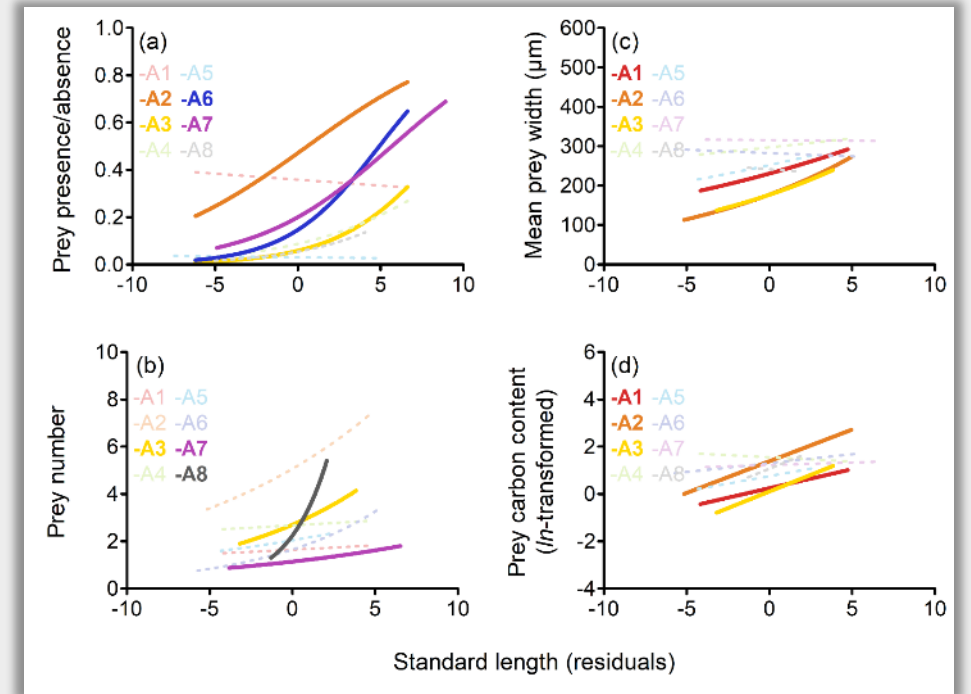 Prey presence/absence
1.0
0.8
0.6
0.4
0.2
0.0
-10 -5 0 5 10
(a)
-A1 -A5
-A2 -A6
-A3 -A7
-A4 -A8
Mean prey width (µm)
600
500
400
300
200
100
0
-10 -5 0 5 10
(c)
-A1 -A5
-A2 -A6
-A3 -A7
-A4 -A8
Prey number
10
8
6
4
2
0
-10 -5 0 5 10
(b)
-A1 -A5
-A2 -A6
-A3 -A7
-A4 -A8
Prey carbon content
(ln-transformed)
6
4
2
0
-2
-4
-10 -5 0 5 10
(d)
-A1 -A5
-A2 -A6
-A3 -A7
-A4 -A8
Standard length (residuals)